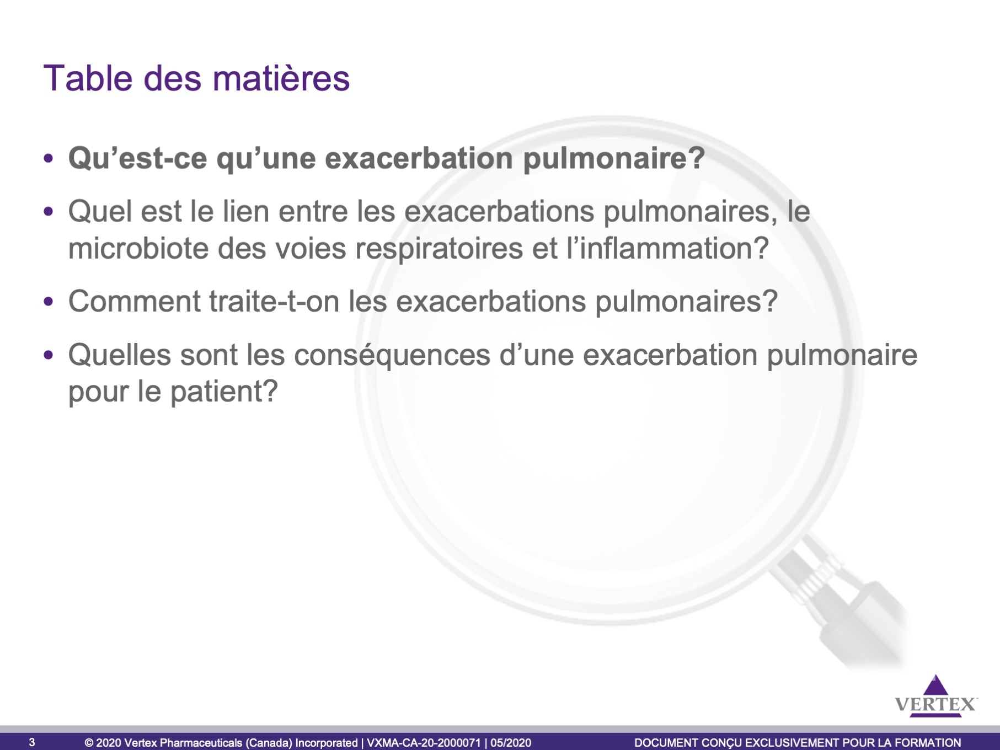 Table des matières
• Qu’est-ce qu’une exacerbation pulmonaire?
• Quel est le lien entre les exacerbations pulmonaires, le
microbiote des voies respiratoires et l’inflammation?
• Comment traite-t-on les exacerbations pulmonaires?
• Quelles sont les conséquences d’une exacerbation pulmonaire
pour le patient?
VERTEX™
3 © 2020 Vertex Pharmaceuticals (Canada) Incorporated | VXMA-CA-20-2000071 | 05/2020 DOCUMENT CONÇU EXCLUSIVEMENT POUR LA FORMATION